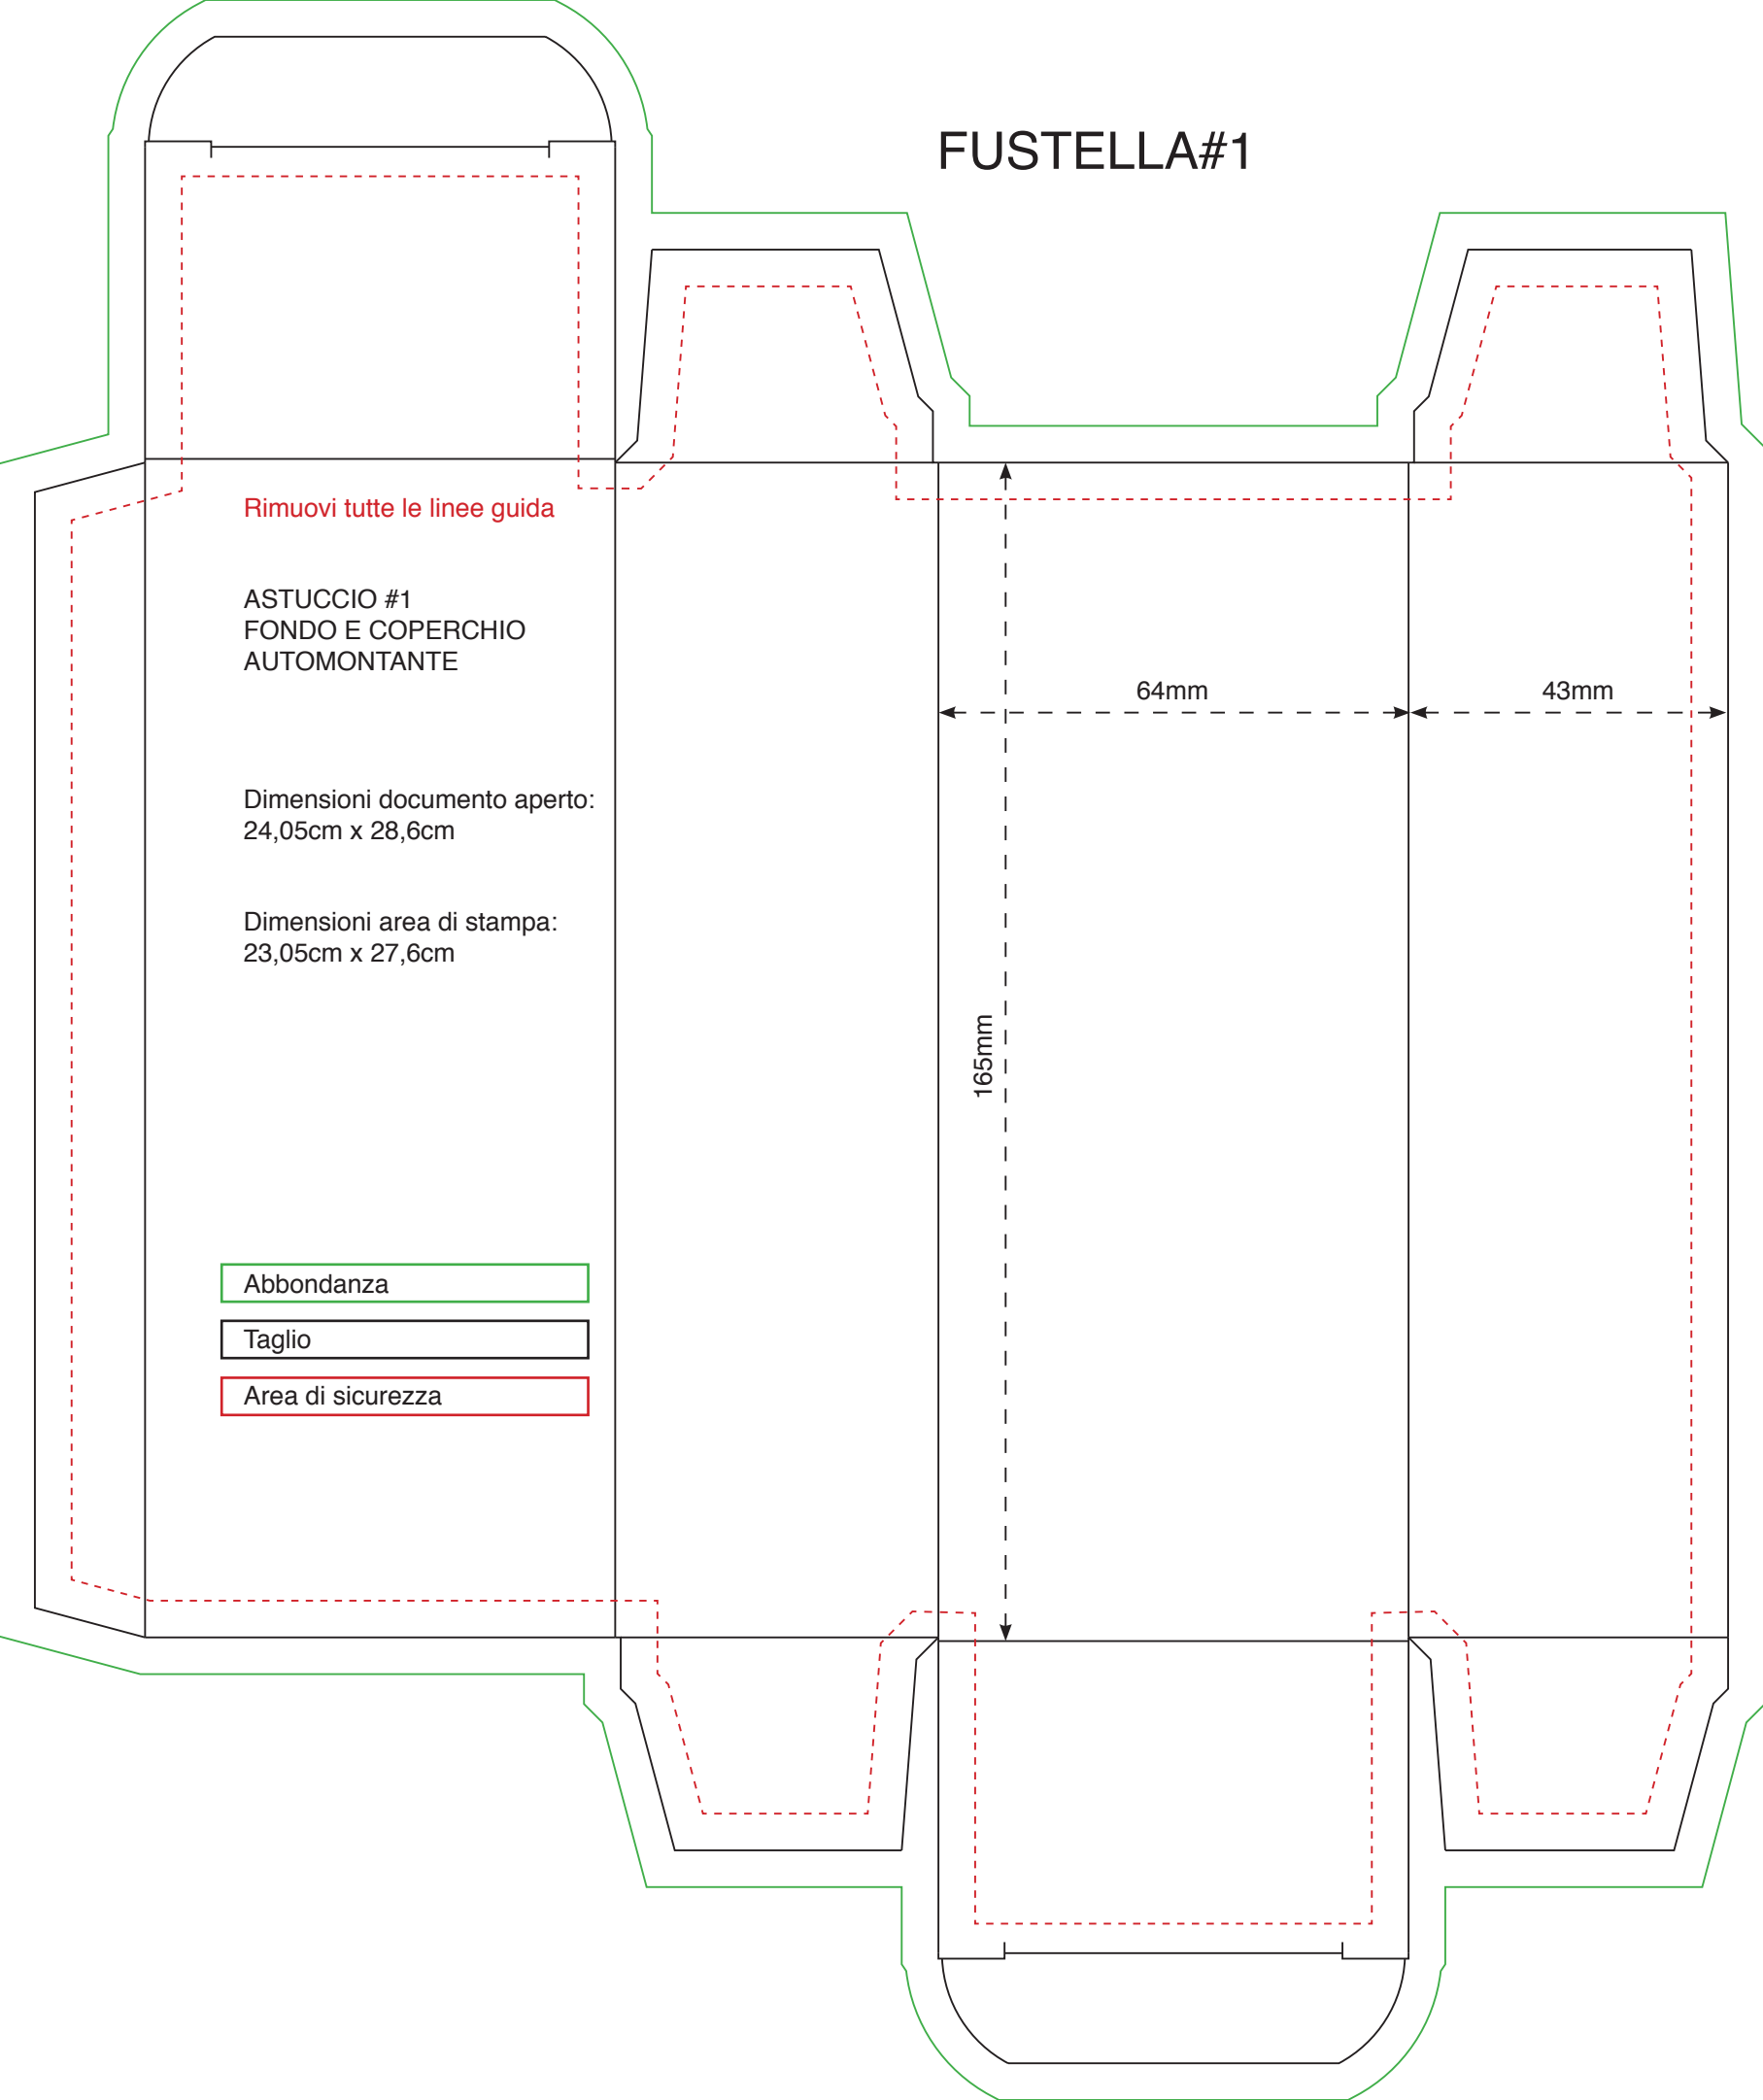 FUSTELLA#1
Rimuovi tutte le linee guida
ASTUCCIO #1
FONDO E COPERCHIO
AUTOMONTANTE
64mm
43mm
Dimensioni documento aperto:
24,05cm x 28,6cm
Dimensioni area di stampa:
23,05cm x 27,6cm
165mm
Abbondanza
Taglio
Area di sicurezza